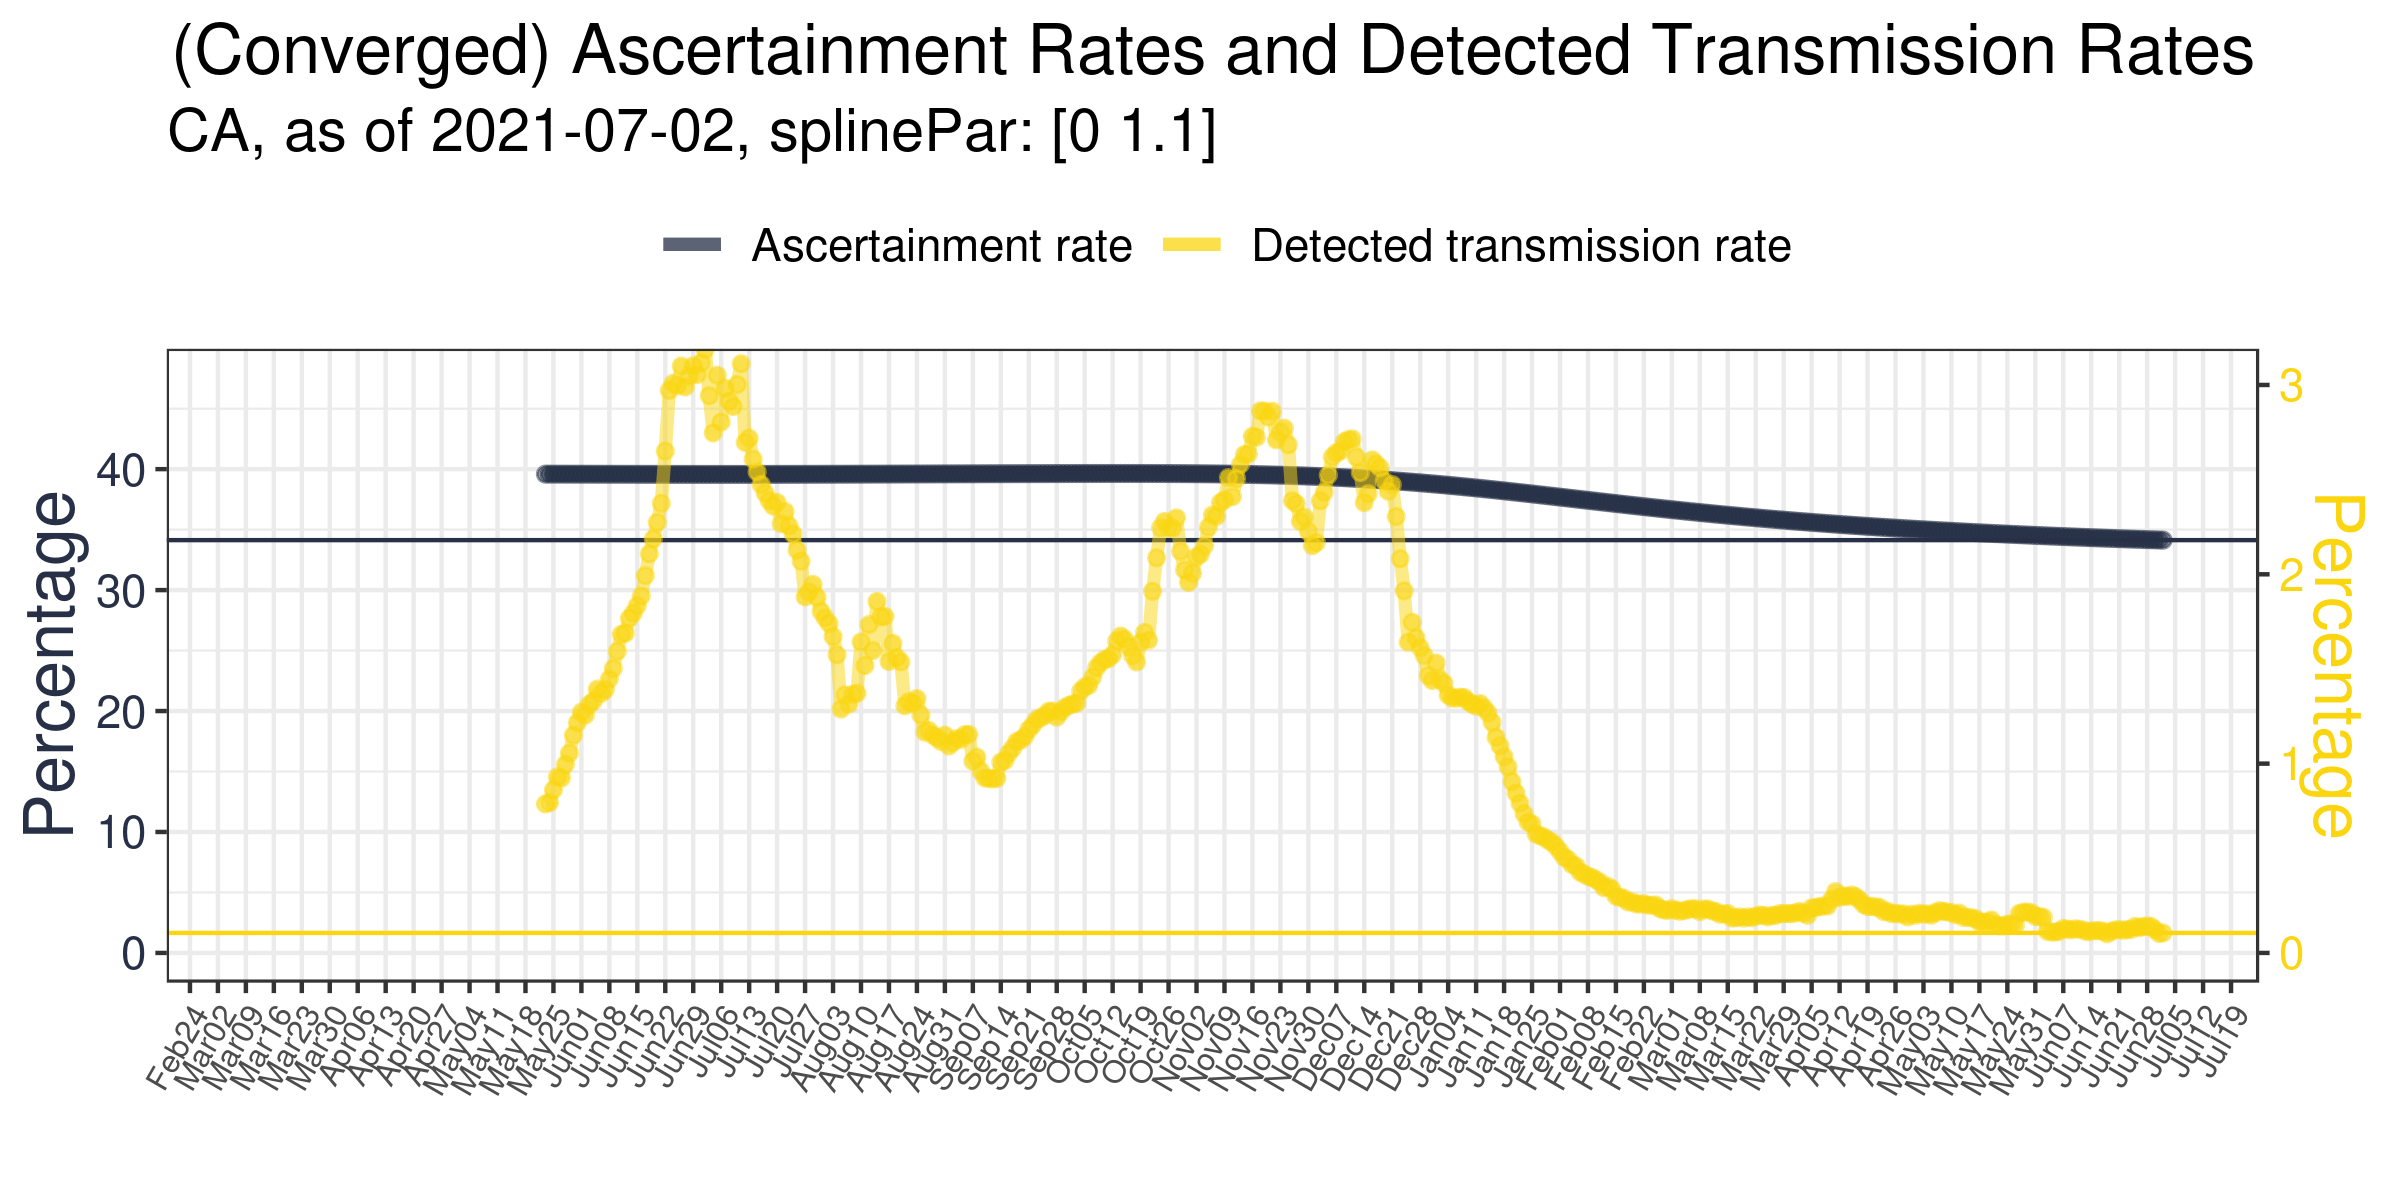 (Converged) Ascertainment Rates and Detected Transmission Rates
CA, as of 2021-07-02, splinePar: [0 1.1]
Ascertainment rate Detected transmission rate
Percentage
40
30
20
10
0
3
2
1
0
Percentage
Feb24 Mar02 Mar09 Mar16 Mar23 Mar30 Apr06 Apr13 Apr20 Apr27 May04 May11 May18 May25 Jun01 Jun08 Jun15 Jun22 Jun29 Jul06 Jul13 Jul20 Jul27 Aug03 Aug10 Aug17 Aug24 Aug31 Sep07 Sep14 Sep21 Sep28 Oct05 Oct12 Oct19 Oct26 Nov02 Nov09 Nov16 Nov23 Nov30 Dec07 Dec14 Dec21 Dec28 Jan04 Jan11 Jan18 Jan25 Feb01 Feb08 Feb15 Feb22 Mar01 Mar08 Mar15 Mar22 Mar29 Apr05 Apr12 Apr19 Apr26 May03 May10 May17 May24 May31 Jun07 Jun14 Jun21 Jun28 Jul05 Jul12 Jul19